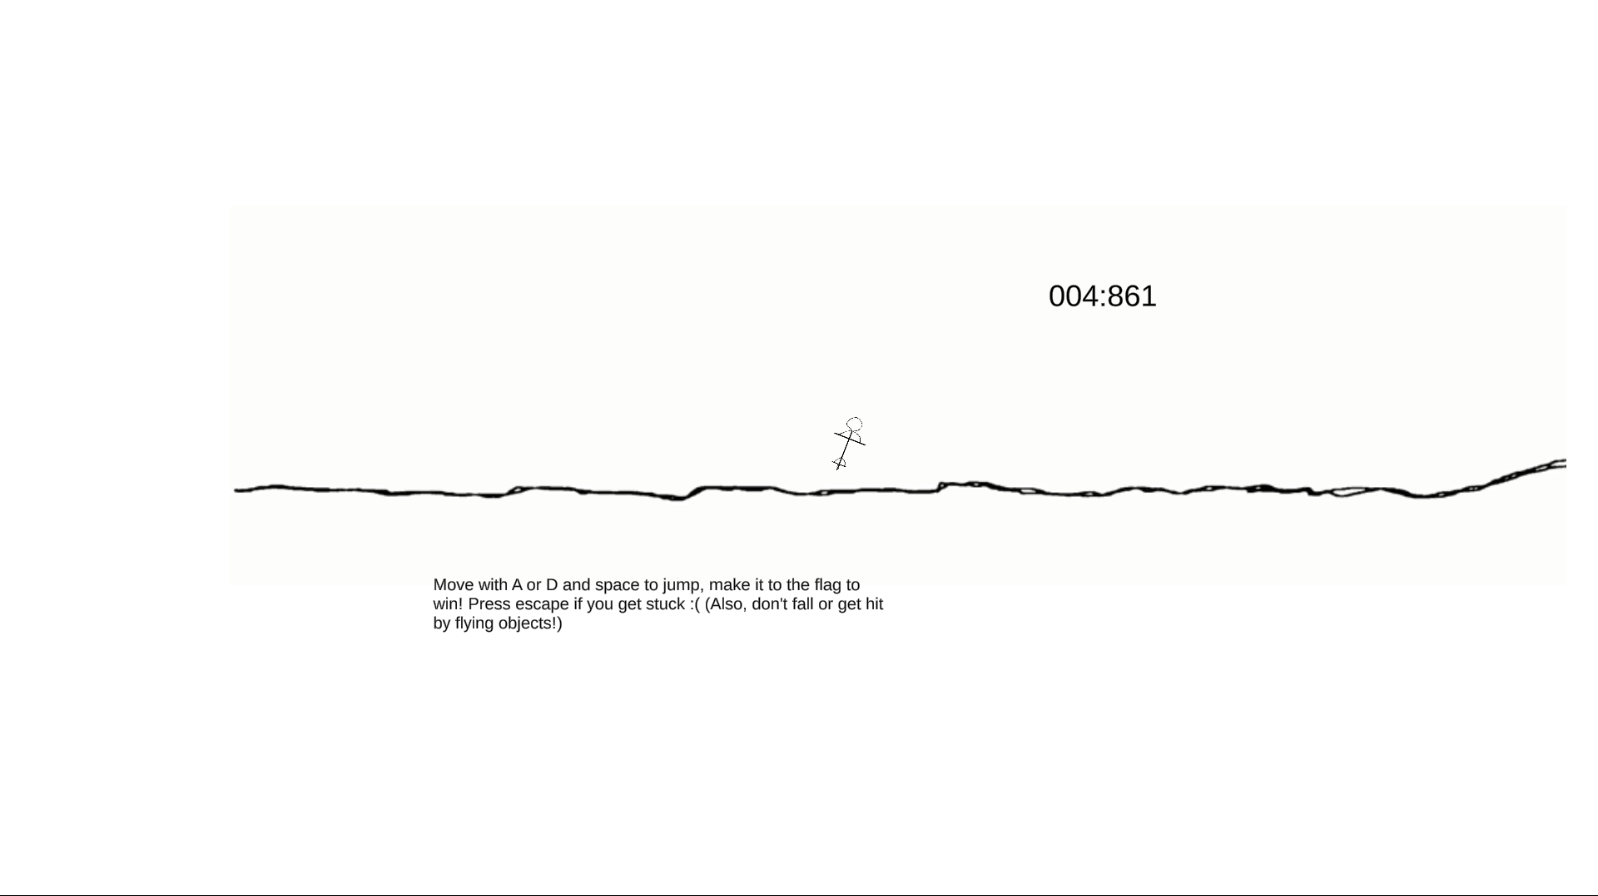 004:861
Move with A or D and space to jump, make it to the flag to
win! Press escape if you get stuck :( (Also, don't fall or get hit
by flying objects!)